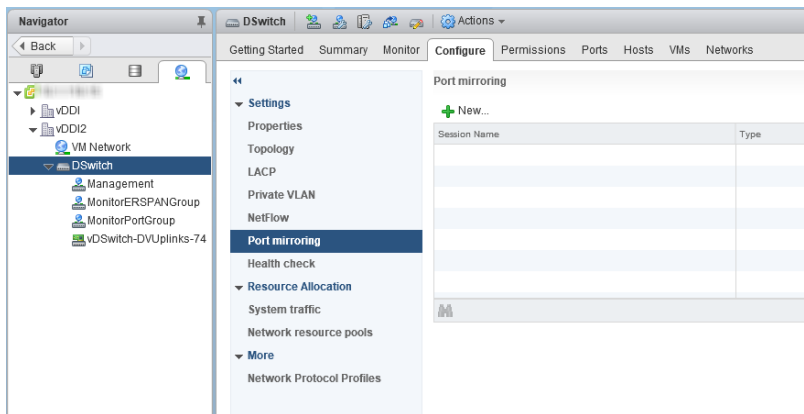 Navigator
Back
vDDI
vDDI2
VM Network
DSwitch
Management
MonitorERSPANGroup
MonitorPortGroup
vDSwitch-DVUplinks-74
DSwitch Actions
Getting Started Summary Monitor Configure Permissions Ports Hosts VMs Networks
Settings
Properties
Topology
LACP
Private VLAN
NetFlow
Port mirroring
Health check
Resource Allocation
System traffic
Network resource pools
More
Network Protocol Profiles
Port mirroring
New...
Session Name Type